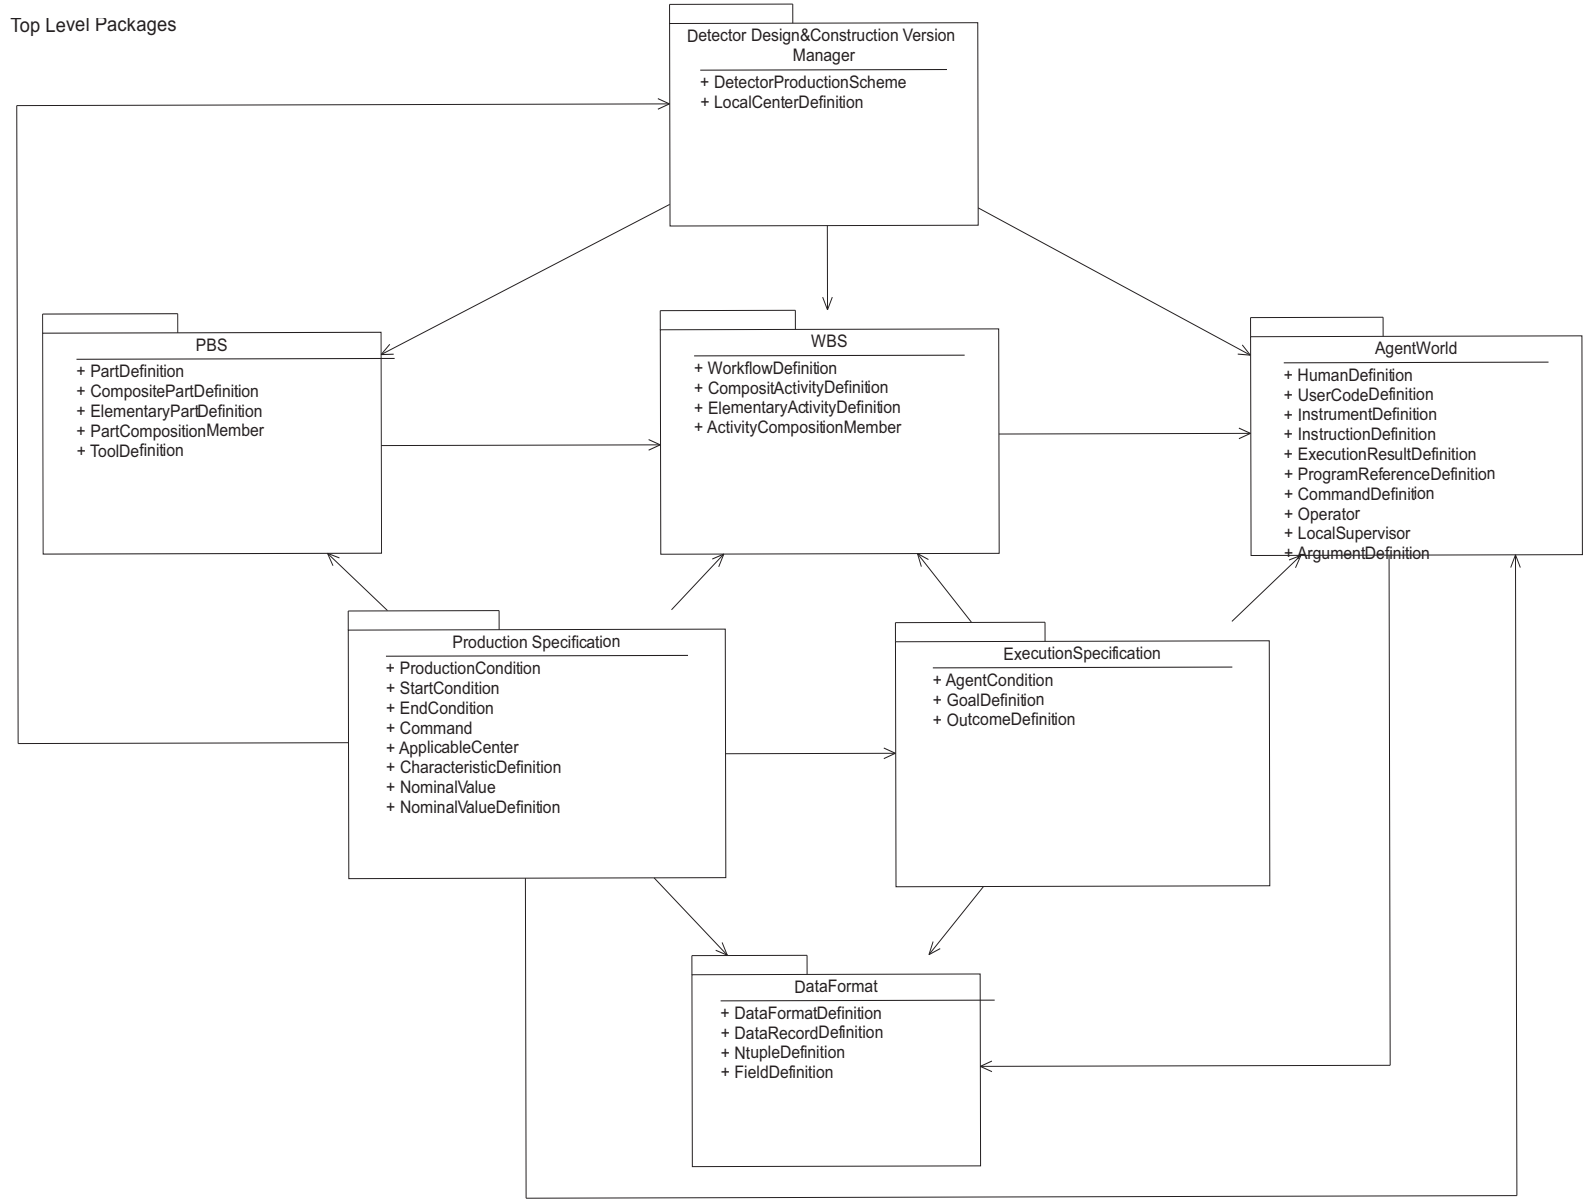 Top Level Packages
Detector Design&Construction Version
Manager
+ DetectorProductionScheme
+ LocalCenterDefinition
PBS
+ PartDefinition
+ CompositePartDefinition
+ ElementaryPartDefinition
+ PartCompositionMember
+ ToolDefinition
WBS
+ WorkflowDefinition
+ CompositActivityDefinition
+ ElementaryActivityDefinition
+ ActivityCompositionMember
AgentWorld
+ HumanDefinition
+ UserCodeDefinition
+ InstrumentDefinition
+ InstructionDefinition
+ ExecutionResultDefinition
+ ProgramReferenceDefinition
+ CommandDefinition
+ Operator
+ LocalSupervisor
+ ArgumentDefinition
Production Specification
+ ProductionCondition
+ StartCondition
+ EndCondition
+ Command
+ ApplicableCenter
+ CharacteristicDefinition
+ NominalValue
+ NominalValueDefinition
ExecutionSpecification
+ AgentCondition
+ GoalDefinition
+ OutcomeDefinition
DataFormat
+ DataFormatDefinition
+ DataRecordDefinition
+ NtupleDefinition
+ FieldDefinition